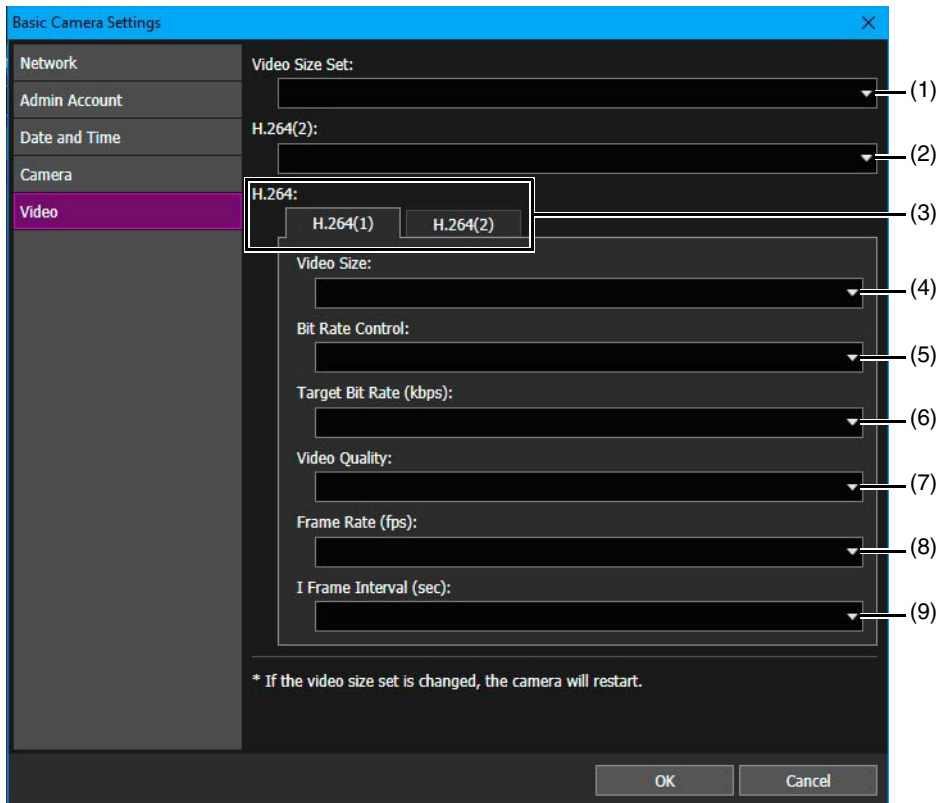 Basic Camera Settings
Network
Admin Account
Date and Time
Camera
Video
Video Size Set:
(1)
H.264(2):
(2)
H.264:
H.264(1) H.264(2)
(3)
Video Size:
(4)
Bit Rate Control:
(5)
Target Bit Rate (kbps):
(6)
Video Quality:
(7)
Frame Rate (fps):
(8)
I Frame Interval (sec):
(9)
* If the video size set is changed, the camera will restart.
OK Cancel